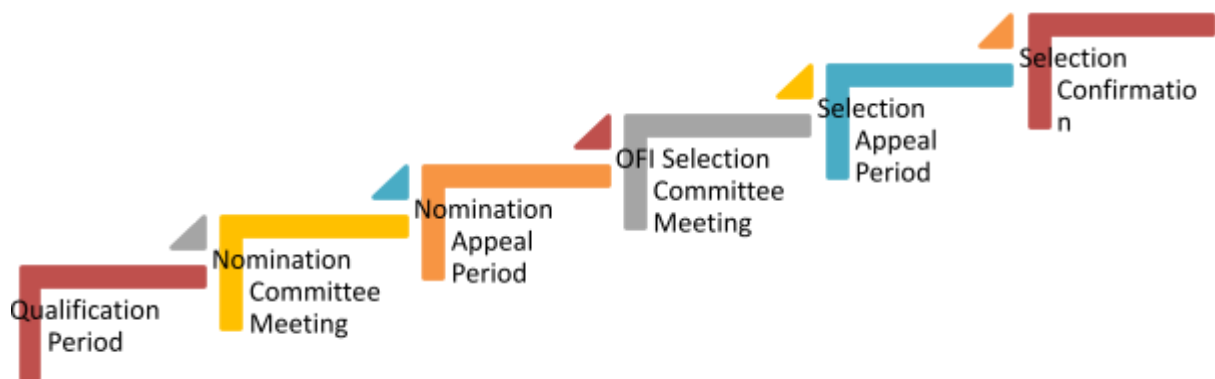 Qualification
Period
Nomination
Committee
Meeting
Nomination
Appeal
Period
OFI Selection
Committee
Meeting
Selection
Appeal
Period
Selection
Confirmatio
n